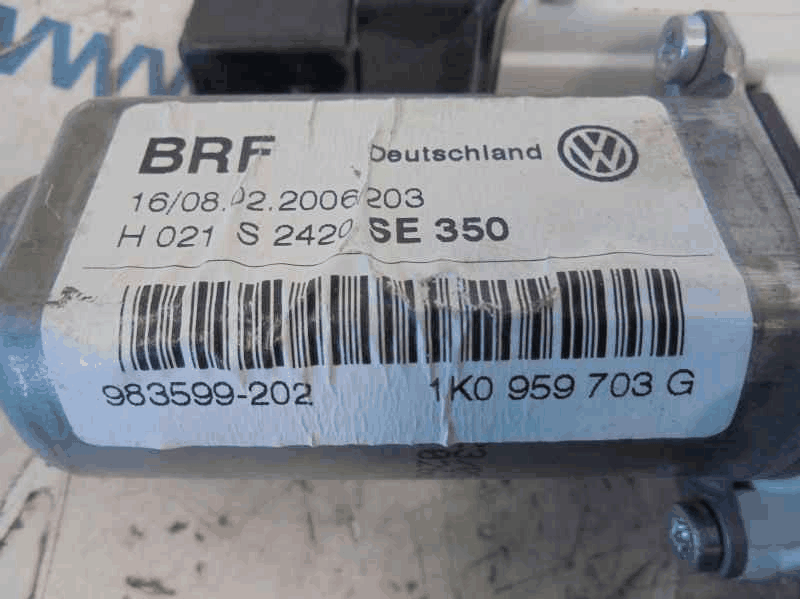 BRF Deutschland
16/08.02.2006/203
H 021 S 2420 SE 350
983599-202 1K0 959 703 G